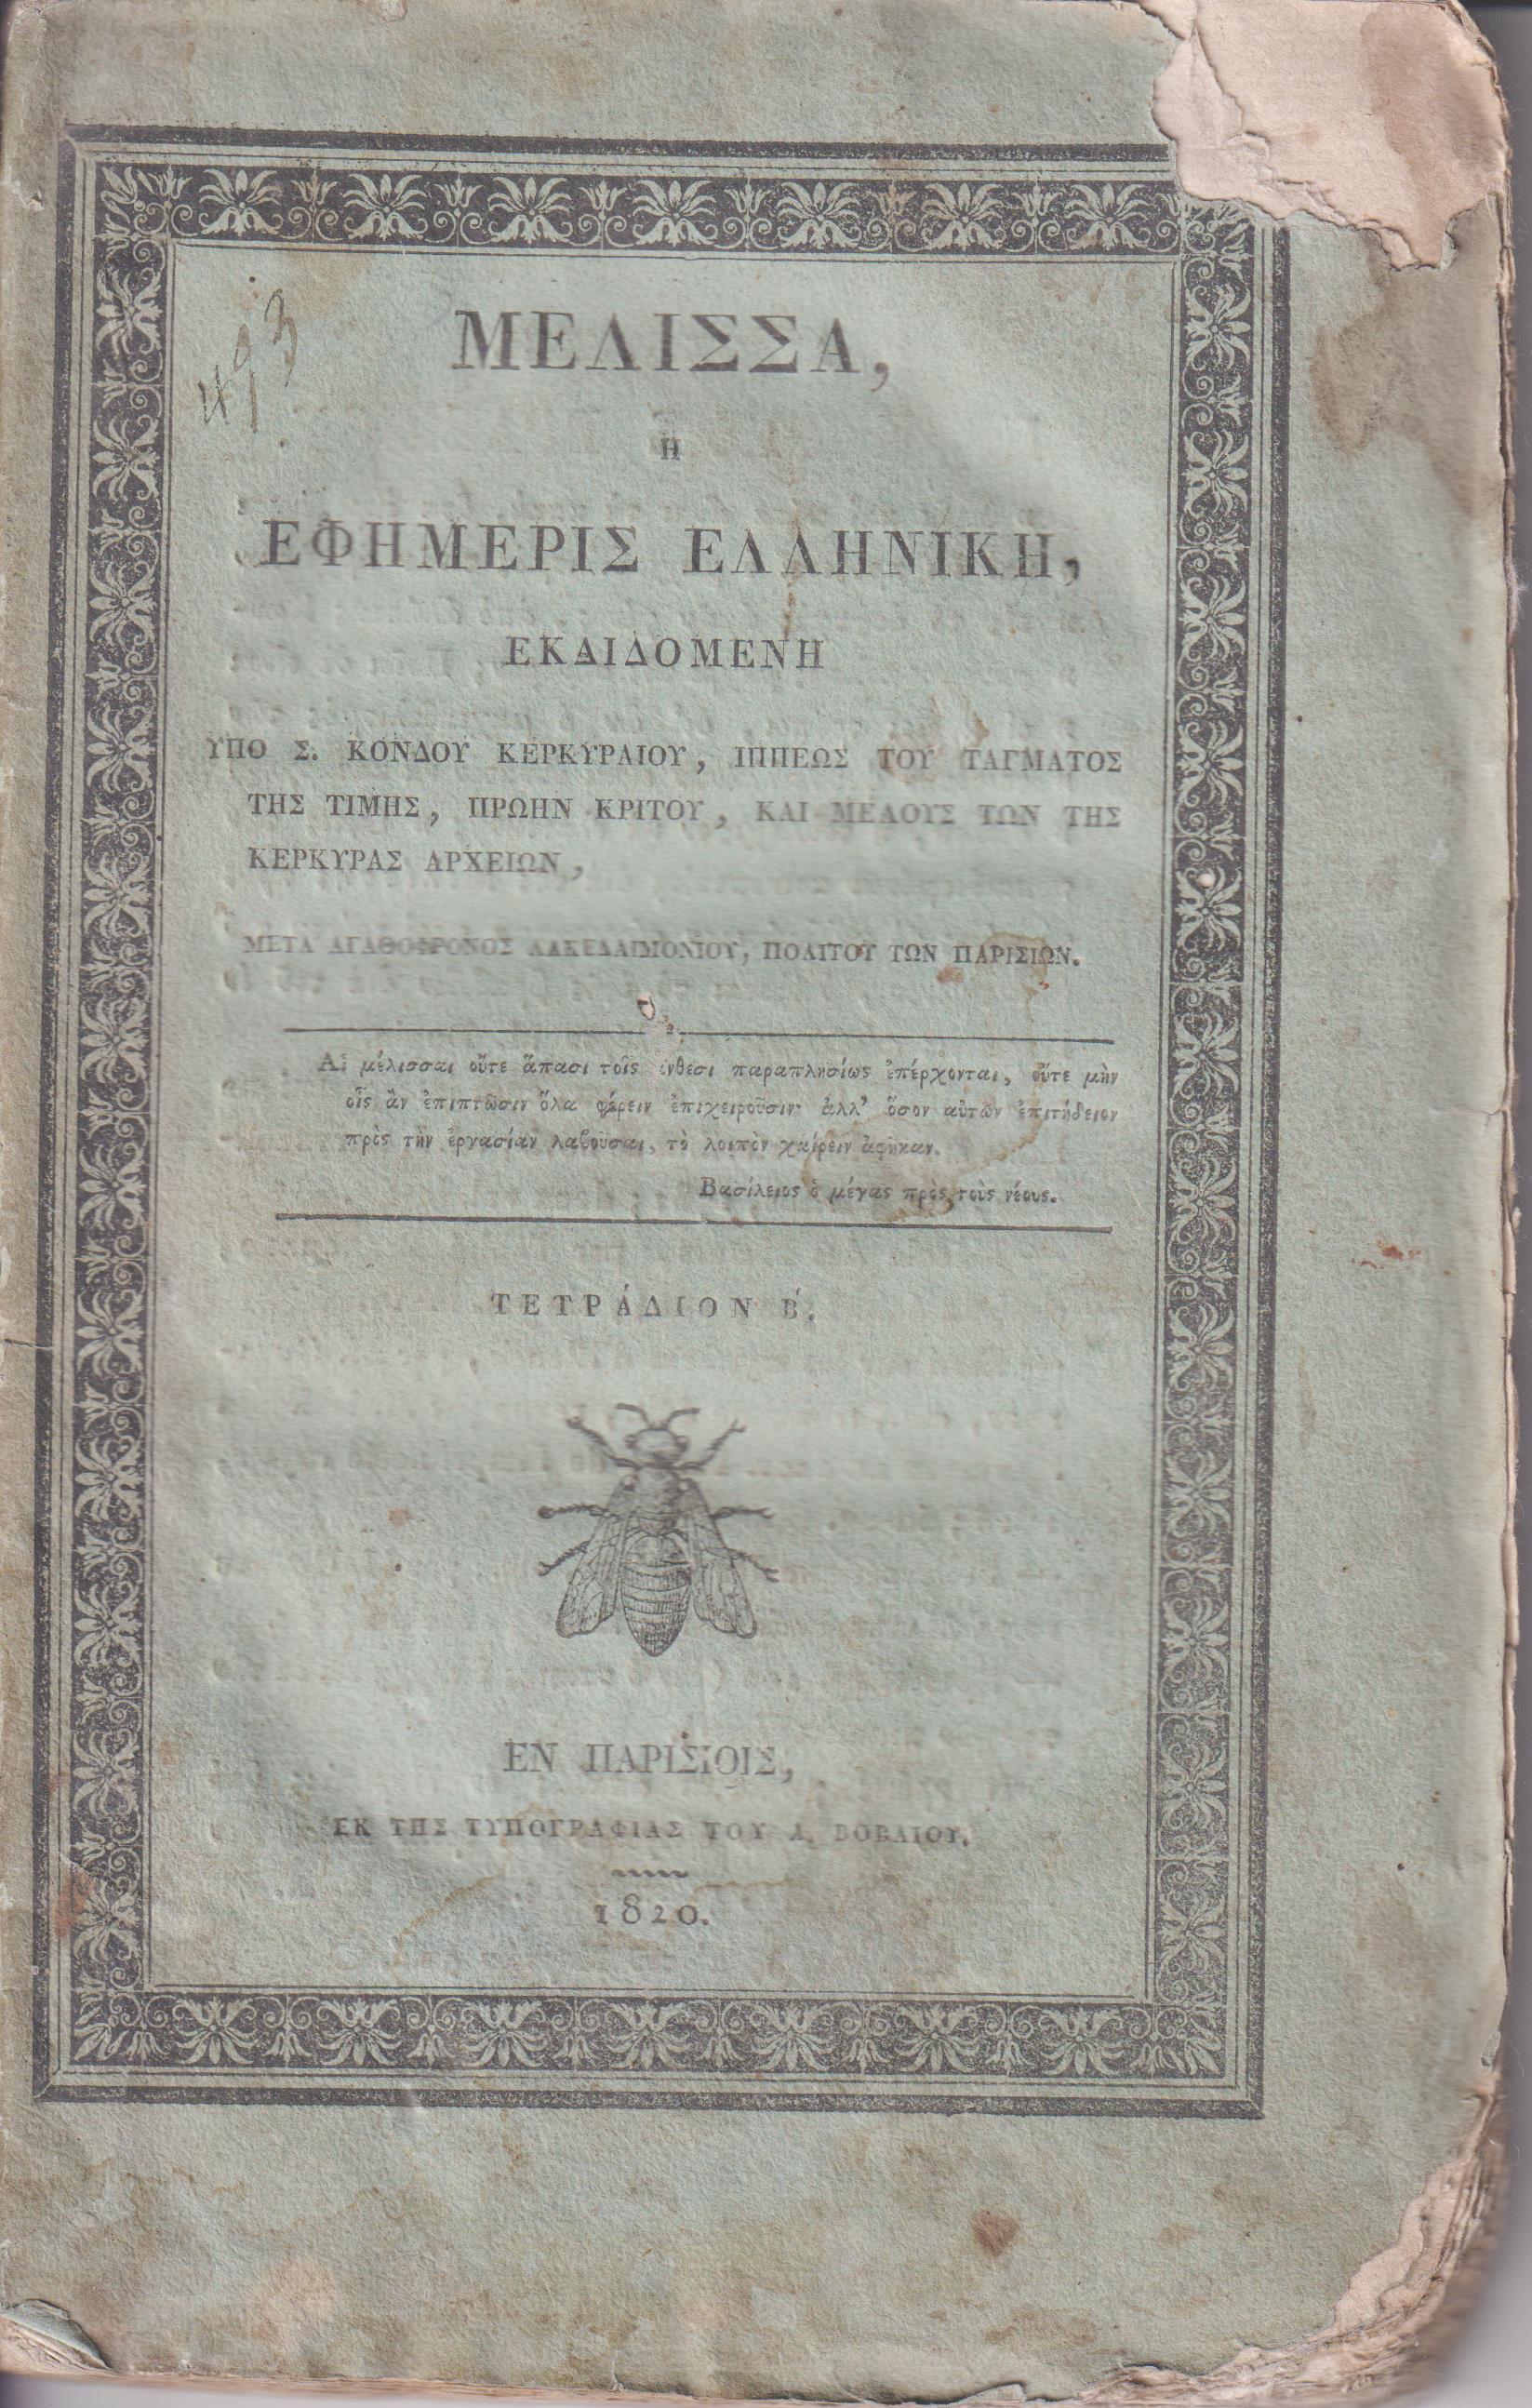 493
ΜΕΛΙΣΣΑ,
Η
ΕΦΗΜΕΡΙΣ ΕΛΛΗΝΙΚΗ,
ΕΚΔΙΔΟΜΕΝΗ
ΥΠΟ Σ. ΚΟΝΔΟΥ ΚΕΡΚΥΡΑΙΟΥ, ΙΠΠΕΩΣ ΤΟΥ ΤΑΓΜΑΤΟΣ
ΤΗΣ ΤΙΜΗΣ, ΠΡΩΗΝ ΚΡΙΤΟΥ, ΚΑΙ ΜΕΛΟΥΣ ΤΩΝ ΤΗΣ
ΚΕΡΚΥΡΑΣ ΑΡΧΕΙΩΝ,
ΜΕΤΑ ΑΓΑΘΟΦΡΟΝΟΣ ΛΑΚΕΔΑΙΜΟΝΙΟΥ, ΠΟΛΙΤΟΥ ΤΩΝ ΠΑΡΙΣΙΩΝ.
Αἱ μέλισσαι οὔτε ἅπασι τοῖς ἄνθεσι παραπλησίως ἐπέρχονται, οὔτε μὴν
οἷς ἂν ἐπιπτῶσιν ὅλα φέρειν ἐπιχειροῦσιν· ἀλλ' ὅσον αὐτῶν ἐπιτήδειον
πρὸς τὴν ἐργασίαν λαβοῦσαι, τὸ λοιπὸν χαίρειν ἀφῆκαν.
Βασίλειος ὁ μέγας πρὸς τοὺς νέους.
ΤΕΤΡΑΔΙΟΝ Β.
ΕΝ ΠΑΡΙΣΙΟΙΣ,
ΕΚ ΤΗΣ ΤΥΠΟΓΡΑΦΙΑΣ ΤΟΥ Α. ΒΟΒΑΙΟΥ.
1820.